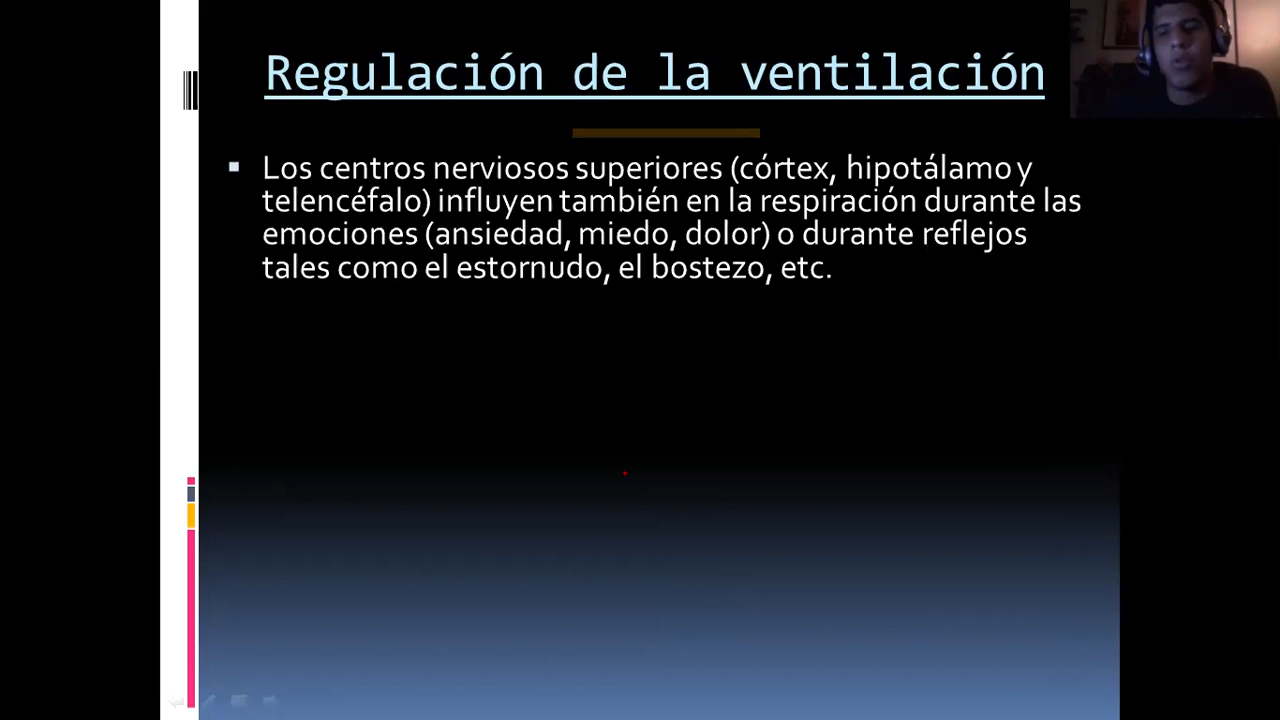 Regulación de la ventilación
Los centros nerviosos superiores (córtex, hipotálamo y
telencéfalo) influyen también en la respiración durante las
emociones (ansiedad, miedo, dolor) o durante reflejos
tales como el estornudo, el bostezo, etc.